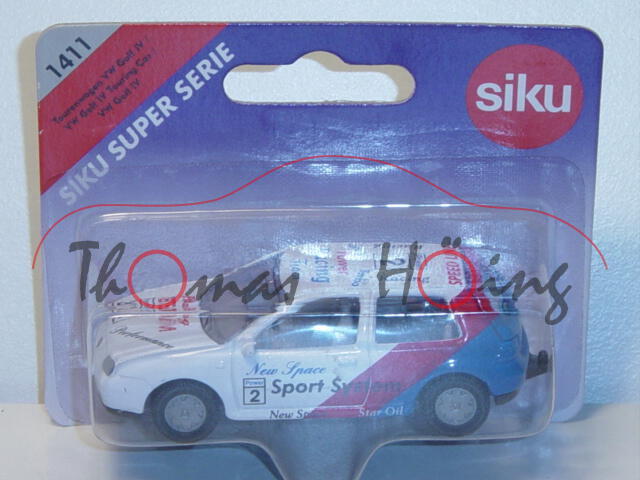 1411
Tourenwagen VW Golf IV /
VW Golf IV Touring Car /
VW Golf IV
SIKU SUPER SERIE
siku
Thomas Höing
Performance
New Space
Power
2
Sport System
New
Star Oil